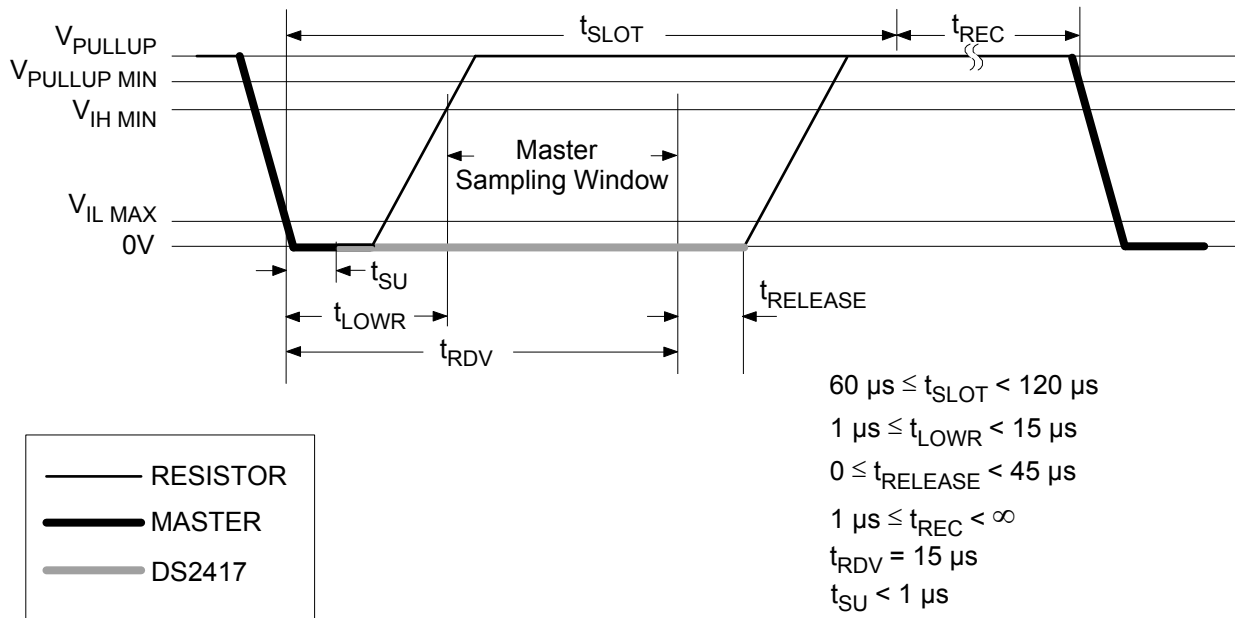 t_SLOT
t_REC
V_PULLUP
V_PULLUP MIN
V_IH MIN
Master
Sampling Window
V_IL MAX
0V
t_SU
t_RELEASE
t_LOWR
t_RDV
60 µs ≤ t_SLOT < 120 µs
1 µs ≤ t_LOWR < 15 µs
0 ≤ t_RELEASE < 45 µs
1 µs ≤ t_REC < ∞
t_RDV = 15 µs
t_SU < 1 µs
RESISTOR
MASTER
DS2417